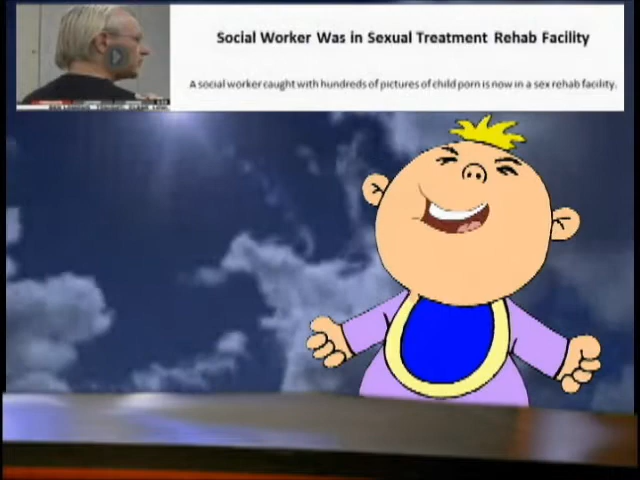 Social Worker Was in Sexual Treatment Rehab Facility
A social worker caught with hundreds of pictures of child porn is now in a sex rehab facility.